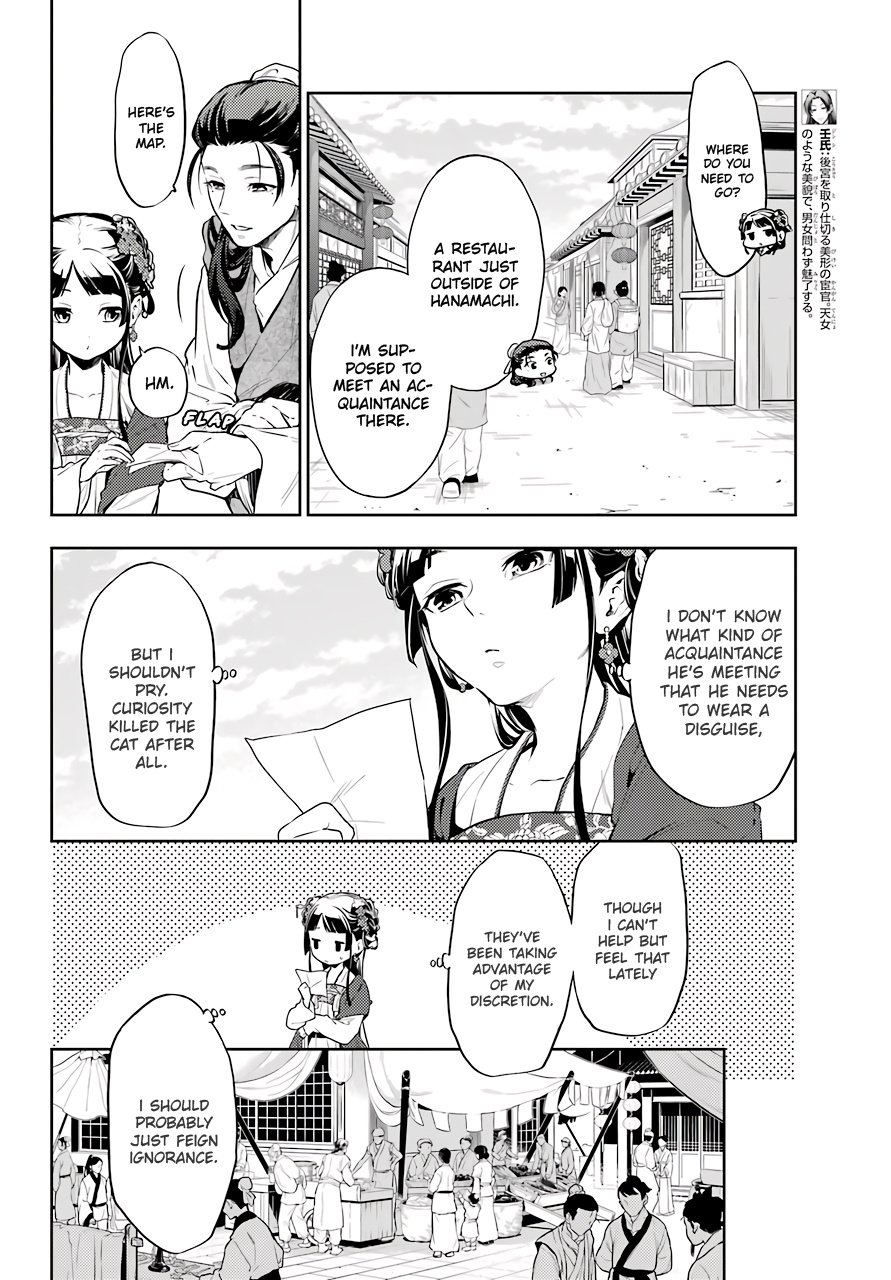 WHERE
DO YOU
NEED TO
GO?
A RESTAU-
RANT JUST
OUTSIDE OF
HANAMACHI.
I'M SUP-
POSED TO
MEET AN AC-
QUAINTANCE
THERE.
壬氏:後宮を取り仕切る美形の宦官。天女
のような美貌で、男女問わず魅了する。
HERE'S
THE
MAP.
HM.
FLAP
I DON'T KNOW
WHAT KIND OF
ACQUAINTANCE
HE'S MEETING
THAT HE NEEDS
TO WEAR A
DISGUISE,
BUT I
SHOULDN'T
PRY.
CURIOSITY
KILLED THE
CAT AFTER
ALL.
THOUGH
I CAN'T
HELP BUT
FEEL THAT
LATELY
THEY'VE
BEEN TAKING
ADVANTAGE
OF MY
DISCRETION.
I SHOULD
PROBABLY
JUST FEIGN
IGNORANCE.